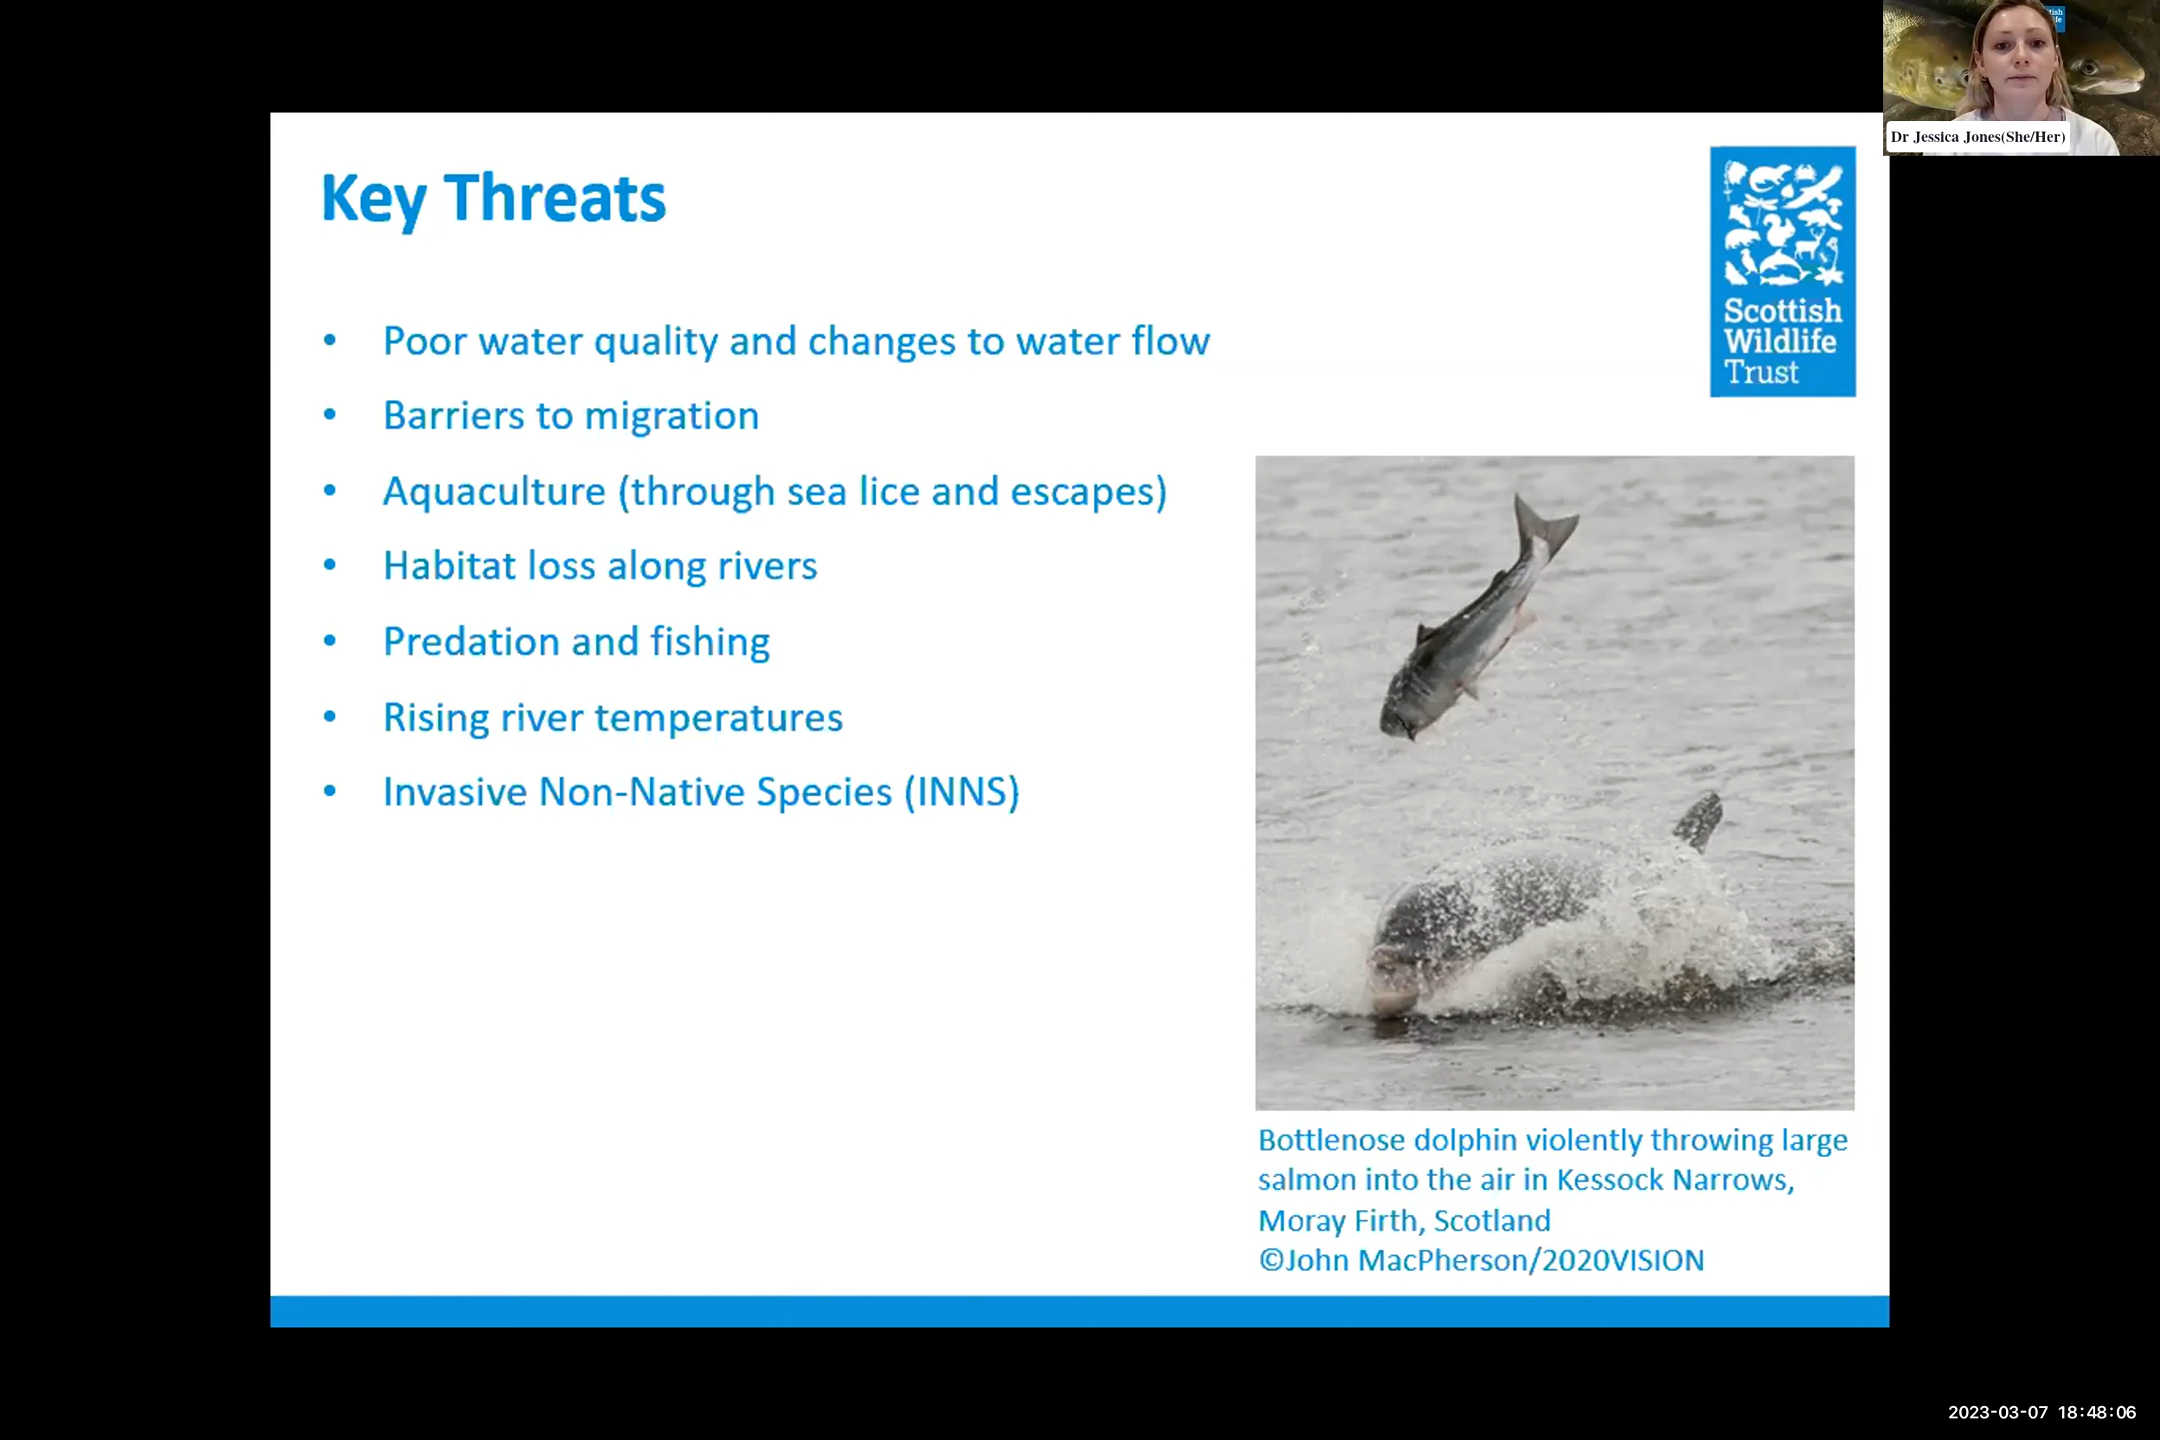 Dr Jessica Jones(She/Her)
Key Threats
Scottish
Wildlife
Trust
• Poor water quality and changes to water flow
• Barriers to migration
• Aquaculture (through sea lice and escapes)
• Habitat loss along rivers
• Predation and fishing
• Rising river temperatures
• Invasive Non-Native Species (INNS)
Bottlenose dolphin violently throwing large
salmon into the air in Kessock Narrows,
Moray Firth, Scotland
©John MacPherson/2020VISION
2023-03-07 18:48:06